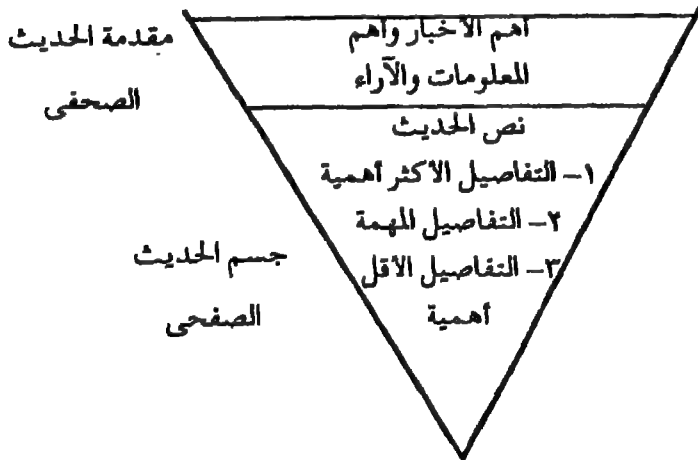 أهم الأخبار وأهم
المعلومات والآراء
مقدمة الحديث
الصحفى
نص الحديث
١- التفاصيل الأكثر أهمية
٢- التفاصيل المهمة
٣- التفاصيل الأقل
أهمية
جسم الحديث
الصفحى